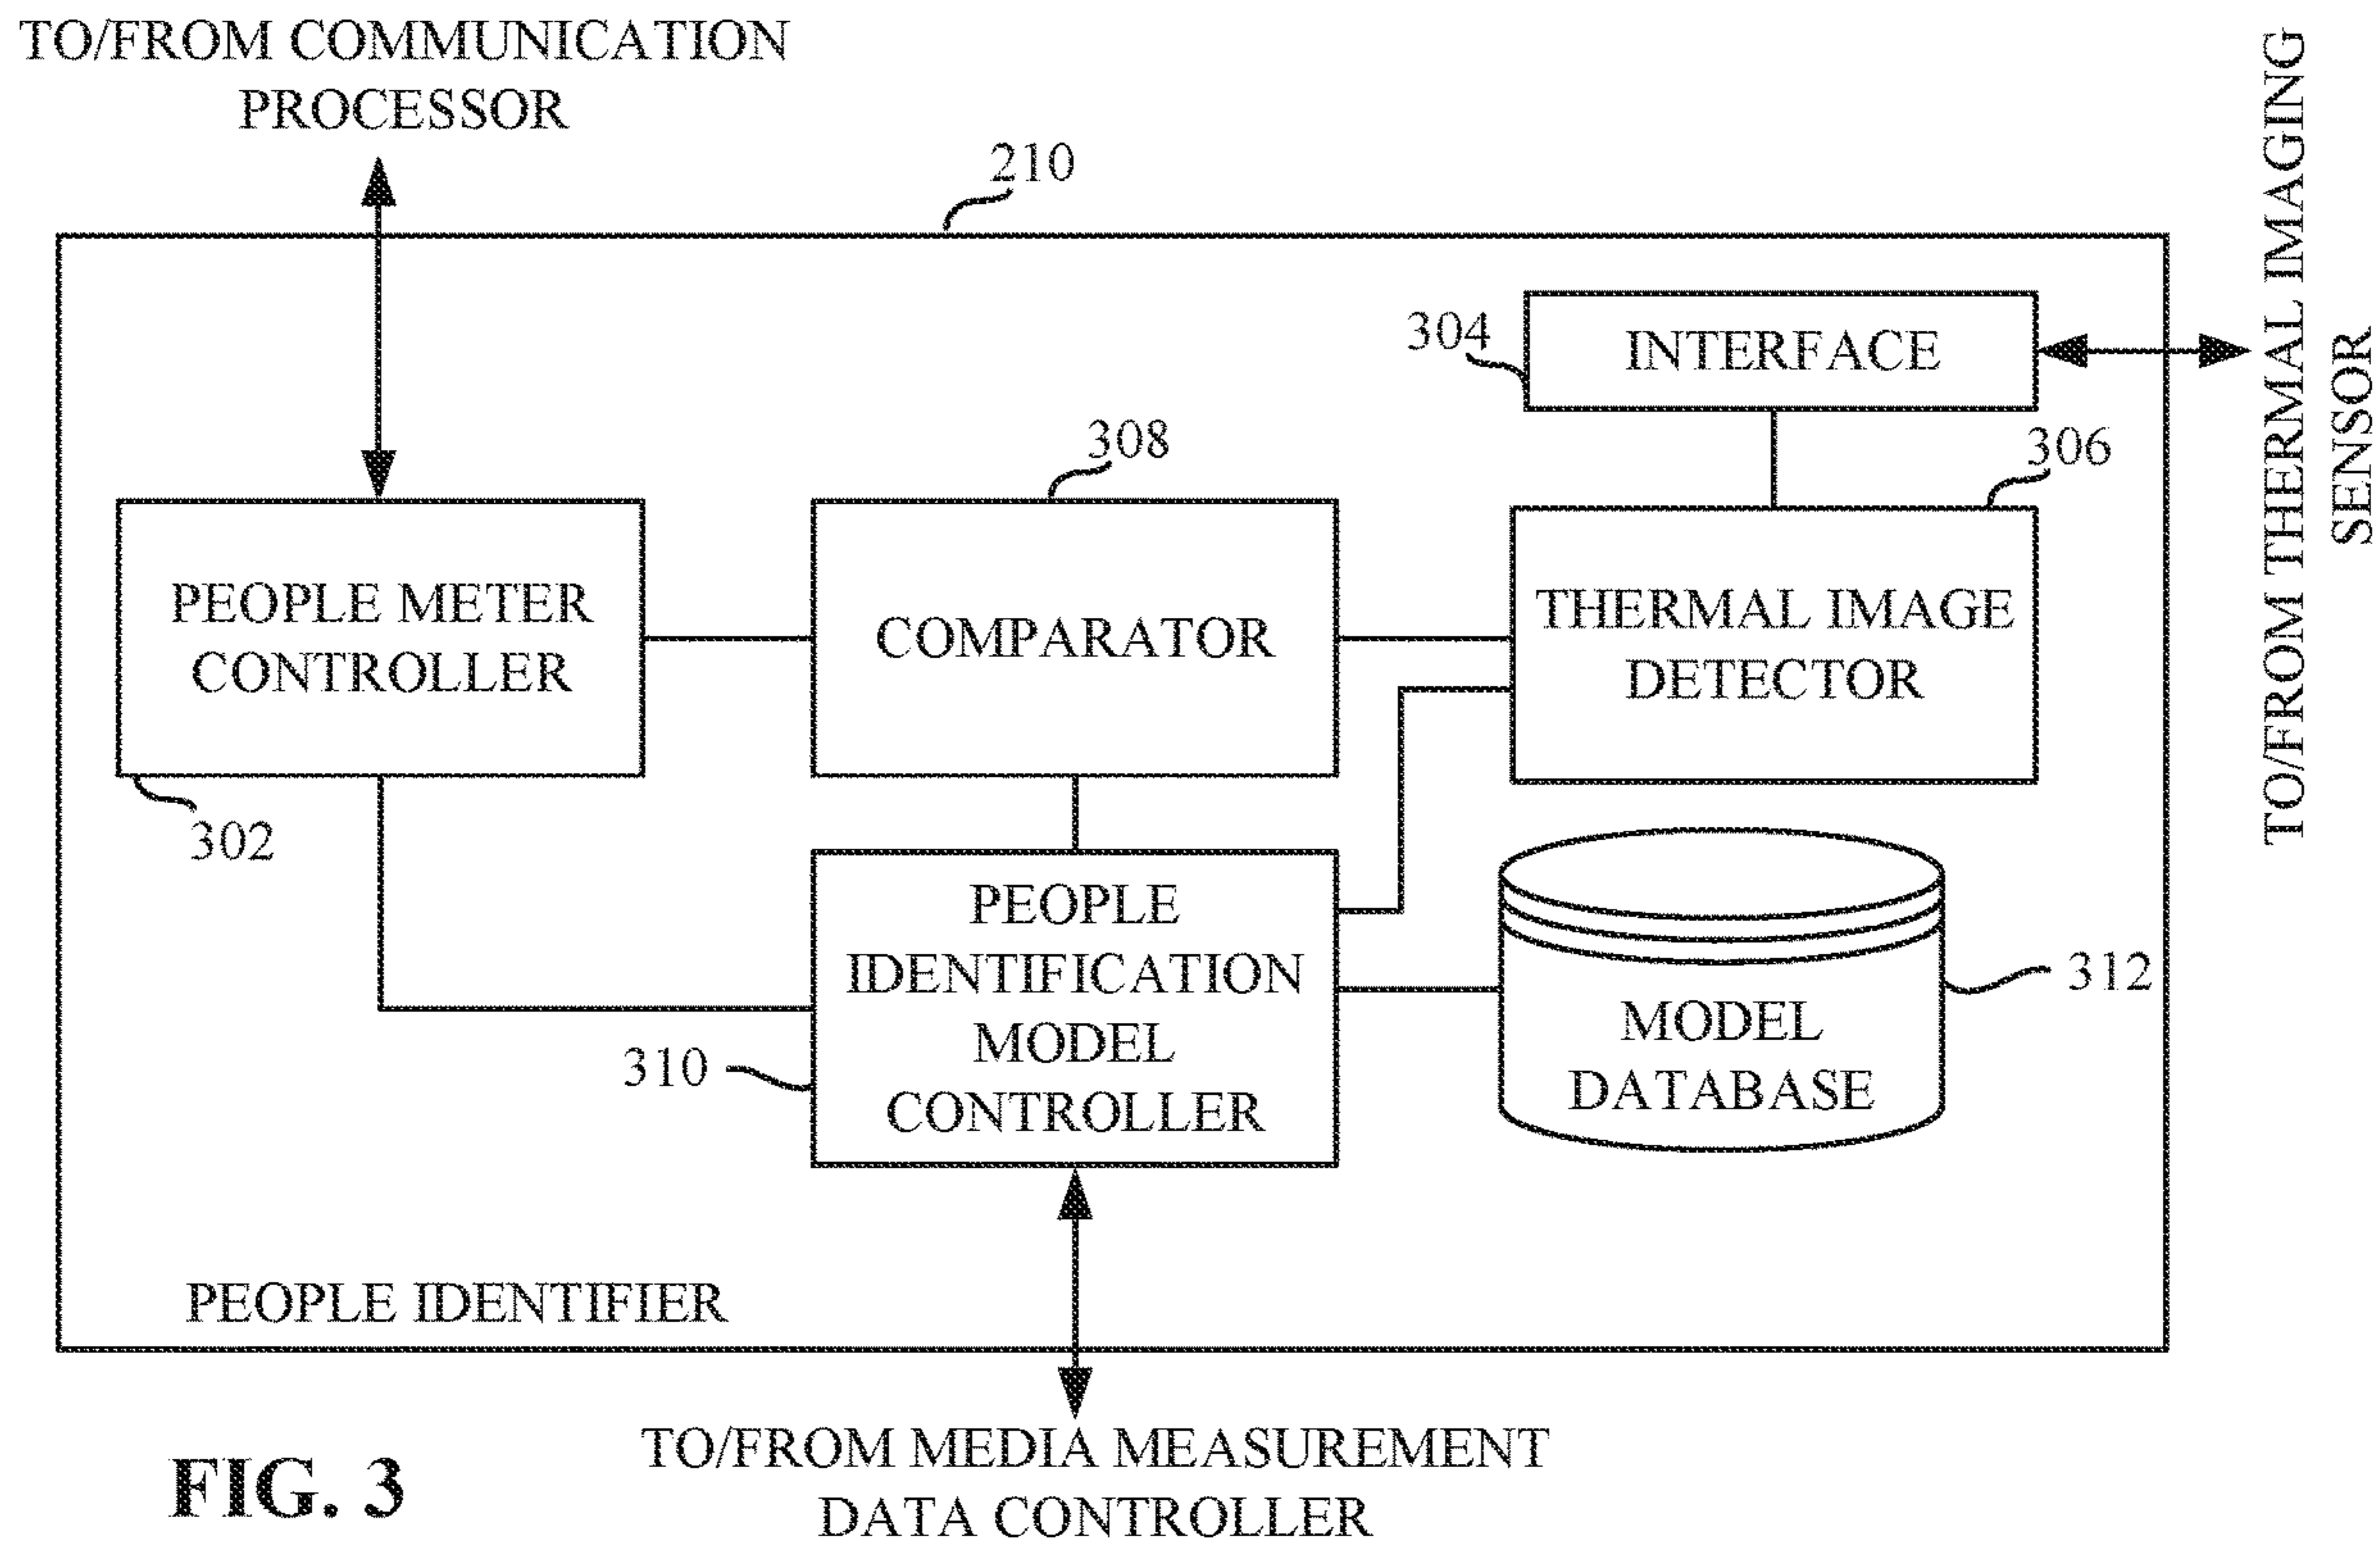 TO/FROM COMMUNICATION
PROCESSOR
210
TO/FROM THERMAL IMAGING
SENSOR
304
INTERFACE
308
306
PEOPLE METER
CONTROLLER
COMPARATOR
THERMAL IMAGE
DETECTOR
302
PEOPLE
IDENTIFICATION
MODEL
CONTROLLER
310
MODEL
DATABASE
312
PEOPLE IDENTIFIER
TO/FROM MEDIA MEASUREMENT
DATA CONTROLLER
FIG. 3